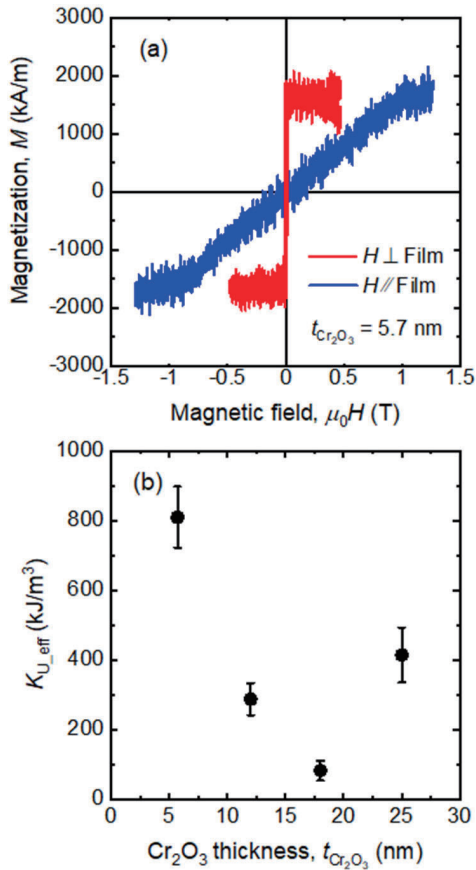 (a)
Magnetization, M (kA/m)
3000
2000
1000
0
-1000
-2000
-3000
H ⊥ Film
H // Film
tCr₂O₃ = 5.7 nm
-1.5 -1 -0.5 0 0.5 1 1.5
Magnetic field, μ₀H (T)
(b)
KU_eff (kJ/m³)
1000
800
600
400
200
0
0 5 10 15 20 25 30
Cr₂O₃ thickness, tCr₂O₃ (nm)